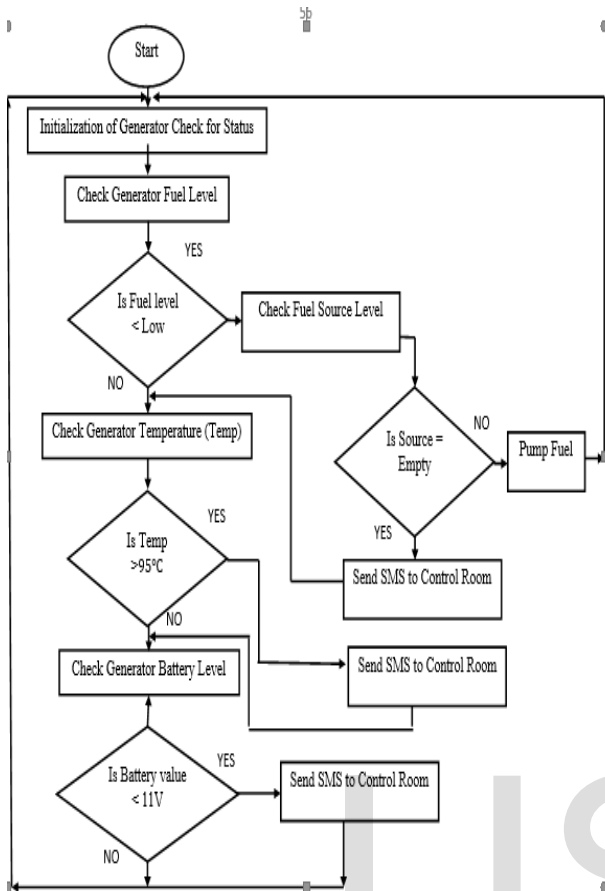 Start
Initialization of Generator Check for Status
Check Generator Fuel Level
YES
Is Fuel level
< Low
Check Fuel Source Level
NO
Check Generator Temperature (Temp)
Is Source =
Empty
NO
Pump Fuel
YES
Send SMS to Control Room
Is Temp
>95°C
YES
NO
Check Generator Battery Level
Send SMS to Control Room
Is Battery value
< 11V
YES
Send SMS to Control Room
NO